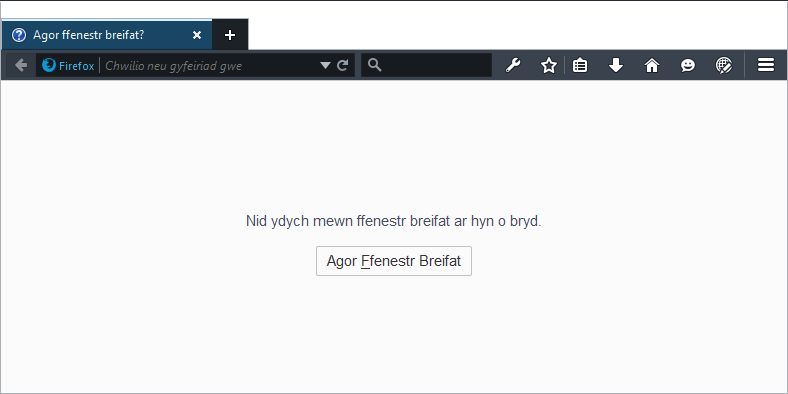 Agor ffenestr breifat?
Firefox Chwilio neu gyfeiriad gwe
Nid ydych mewn ffenestr breifat ar hyn o bryd.
Agor Ffenestr Breifat